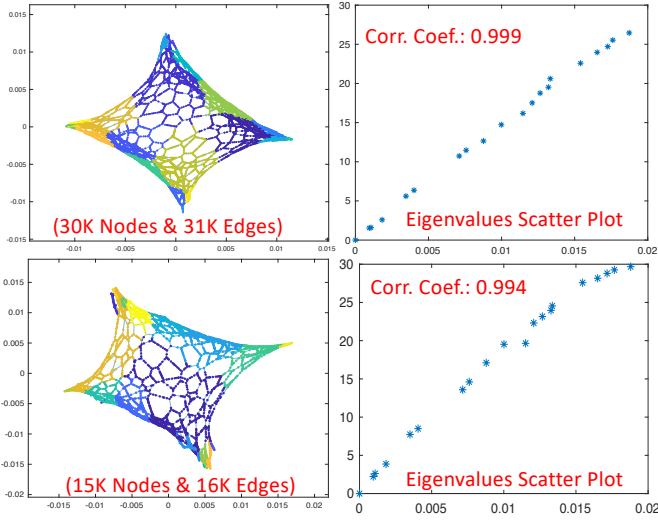 0.015
0.01
0.005
0
-0.005
-0.01
-0.015
-0.01 -0.005 0 0.005 0.01 0.015
(30K Nodes & 31K Edges)
30
25
20
15
10
5
0
0 0.005 0.01 0.015 0.02
Corr. Coef.: 0.999
Eigenvalues Scatter Plot
0.015
0.01
0.005
0
-0.005
-0.01
-0.015
-0.02
-0.02 -0.015 -0.01 -0.005 0 0.005 0.01 0.015 0.02
(15K Nodes & 16K Edges)
30
25
20
15
10
5
0
0 0.005 0.01 0.015 0.02
Corr. Coef.: 0.994
Eigenvalues Scatter Plot